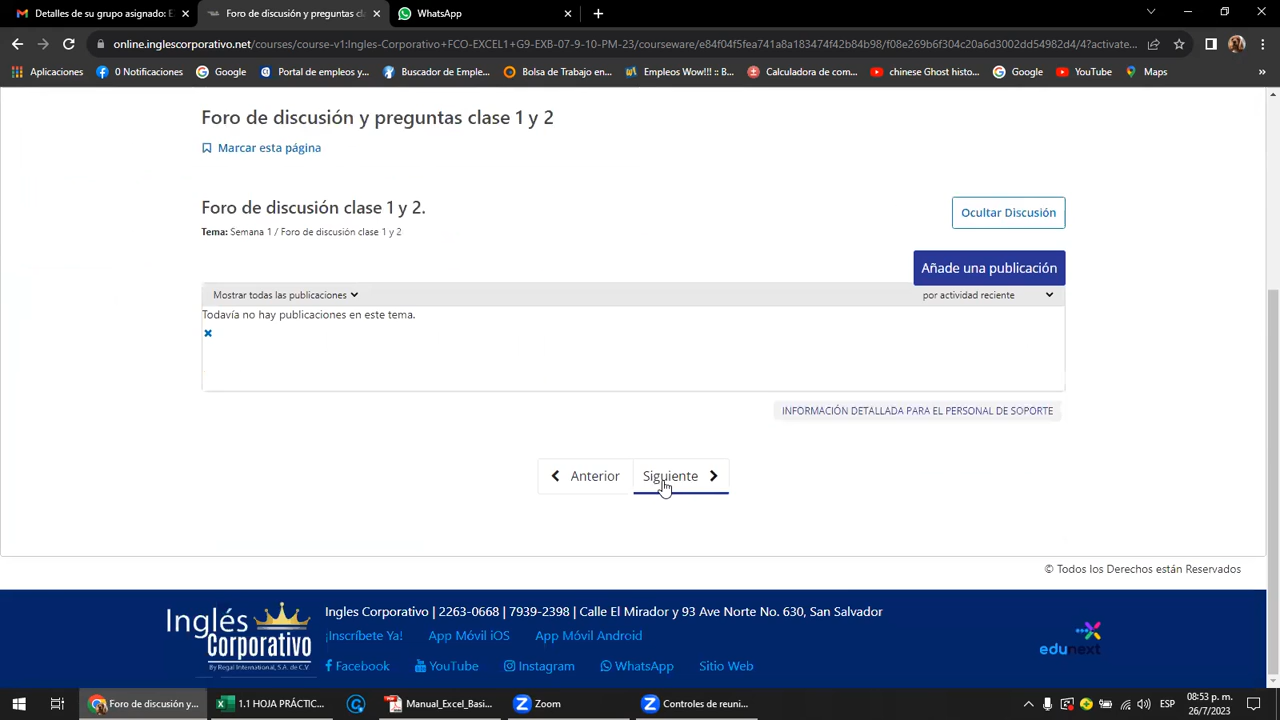 Detalles de su grupo asignado: E
Foro de discusión y preguntas cl
WhatsApp
online.inglescorporativo.net/courses/course-v1:Ingles-Corporativo+FCO-EXCEL1+G9-EXB-07-9-10-PM-23/courseware/e84f04f5fea741a8a183474f42b84b98/f08e269b6f304c20a6d3002dd54982d4/4?activate...
Aplicaciones
0 Notificaciones
Google
Portal de empleos y...
Buscador de Emple...
Bolsa de Trabajo en...
Empleos Wow!!! :: B...
Calculadora de com...
chinese Ghost histo...
Google
YouTube
Maps
»
Foro de discusión y preguntas clase 1 y 2
Marcar esta página
Foro de discusión clase 1 y 2.
Ocultar Discusión
Tema: Semana 1 / Foro de discusión clase 1 y 2
Añade una publicación
Mostrar todas las publicaciones
por actividad reciente
Todavía no hay publicaciones en este tema.
INFORMACIÓN DETALLADA PARA EL PERSONAL DE SOPORTE
Anterior
Siguiente
© Todos los Derechos están Reservados
Inglés
Corporativo
By Regal International, S.A. de C.V.
Ingles Corporativo | 2263-0668 | 7939-2398 | Calle El Mirador y 93 Ave Norte No. 630, San Salvador
¡Inscríbete Ya!
App Móvil iOS
App Móvil Android
Facebook
YouTube
Instagram
WhatsApp
Sitio Web
edunext
Foro de discusión y...
1.1 HOJA PRÁCTIC...
Manual_Excel_Basi...
Zoom
Controles de reuni...
ESP
08:53 p. m.
26/7/2023